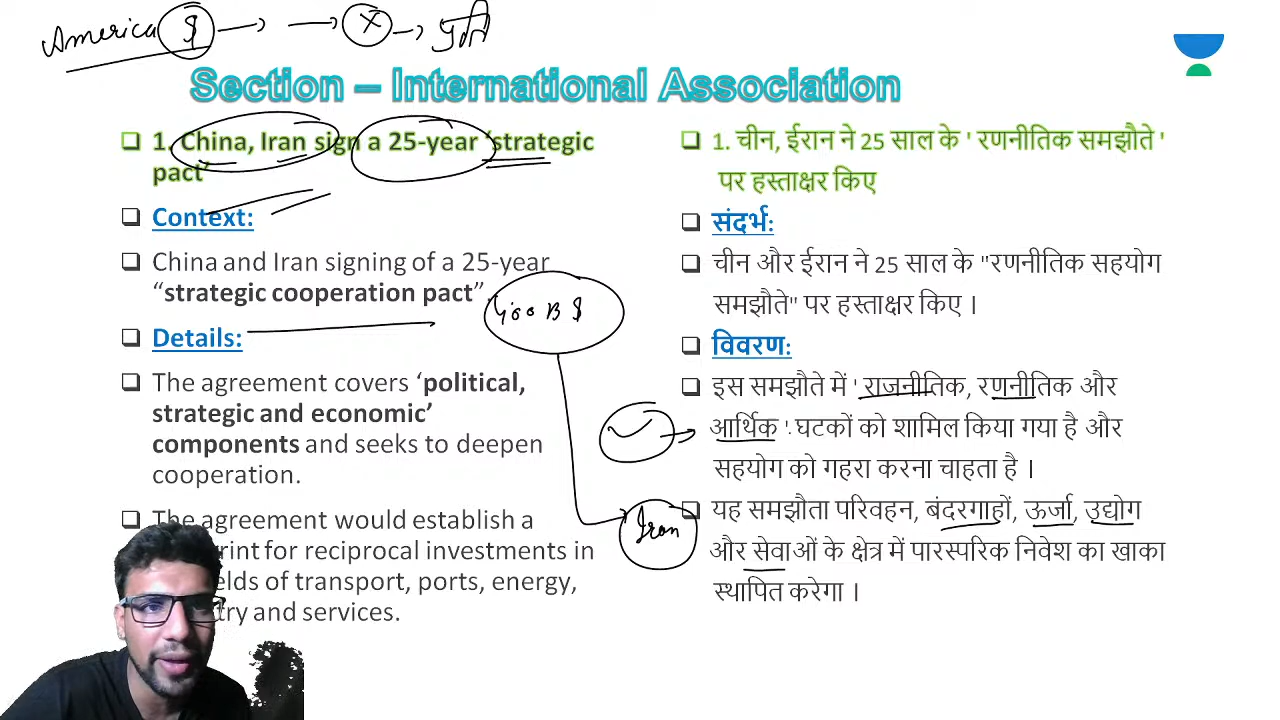 America $ → → X →
Section – International Association
1. China, Iran sign a 25-year ‘strategic
pact’
Context:
China and Iran signing of a 25-year
“strategic cooperation pact”.
Details:
The agreement covers ‘political,
strategic and economic’
components and seeks to deepen
cooperation.
The agreement would establish a
print for reciprocal investments in
elds of transport, ports, energy,
try and services.
B $
Iran
1. चीन, ईरान ने 25 साल के ' रणनीतिक समझौते '
पर हस्ताक्षर किए
संदर्भ:
चीन और ईरान ने 25 साल के "रणनीतिक सहयोग
समझौते" पर हस्ताक्षर किए ।
विवरण:
इस समझौते में ' राजनीतिक, रणनीतिक और
आर्थिक ' घटकों को शामिल किया गया है और
सहयोग को गहरा करना चाहता है ।
यह समझौता परिवहन, बंदरगाहों, ऊर्जा, उद्योग
और सेवाओं के क्षेत्र में पारस्परिक निवेश का खाका
स्थापित करेगा ।